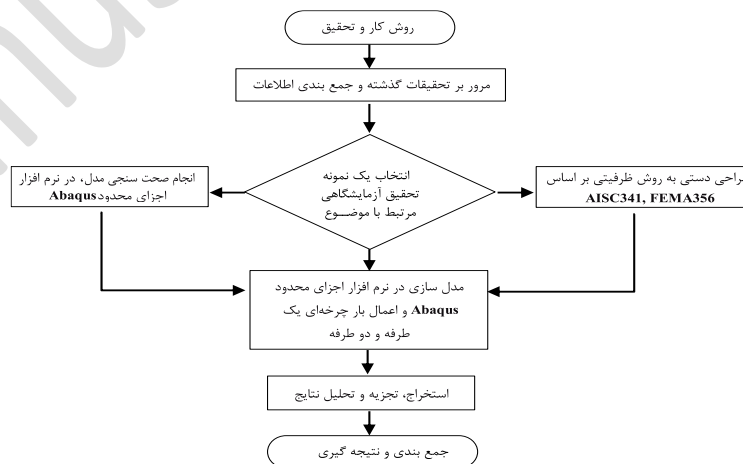 روش کار و تحقیق
مرور بر تحقیقات گذشته و جمع بندی اطلاعات
انتخاب یک نمونه
تحقیق آزمایشگاهی
مرتبط با موضــوع
انجام صحت سنجی مدل، در نرم افزار
اجزای محدودAbaqus
راحی دستی به روش ظرفیتی بر اساس
AISC341, FEMA356
مدل سازی در نرم افزار اجزای محدود
Abaqus و اعمال بار چرخه‌ای یک
طرفه و دو طرفه
استخراج، تجزیه و تحلیل نتایج
جمع بندی و نتیجه گیری